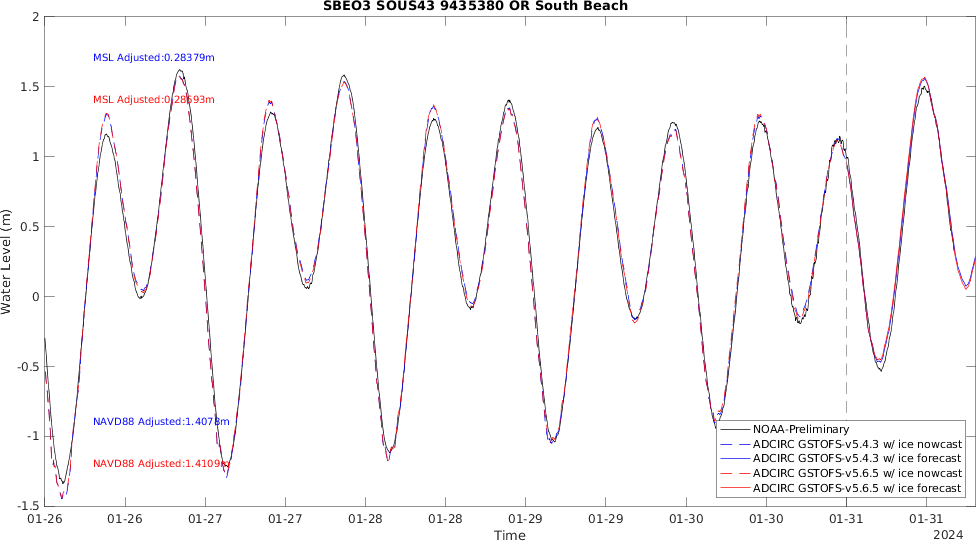 SBEO3 SOUS43 9435380 OR South Beach
2
1.5
1
0.5
0
-0.5
-1
-1.5
Water Level (m)
MSL Adjusted:0.28379m
MSL Adjusted:0.28693m
NAVD88 Adjusted:1.4078m
NAVD88 Adjusted:1.4109m
NOAA-Preliminary
ADCIRC GSTOFS-v5.4.3 w/ ice nowcast
ADCIRC GSTOFS-v5.4.3 w/ ice forecast
ADCIRC GSTOFS-v5.6.5 w/ ice nowcast
ADCIRC GSTOFS-v5.6.5 w/ ice forecast
01-26 01-26 01-27 01-27 01-28 01-28 01-29 01-29 01-30 01-30 01-31 01-31
2024
Time